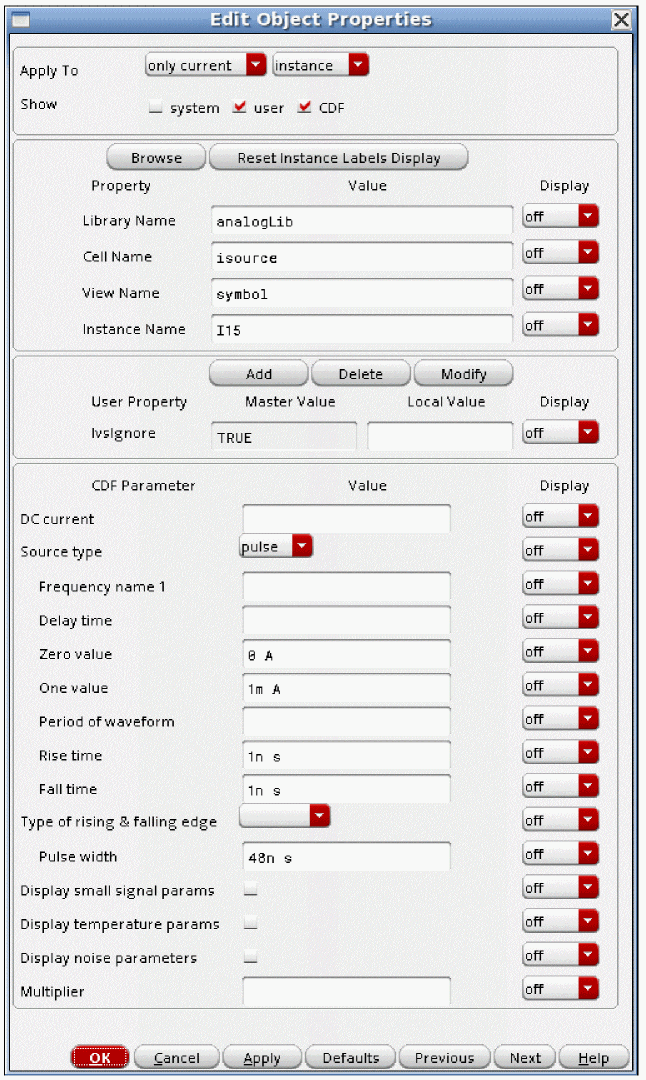 Edit Object Properties
Apply To only current instance
Show system user CDF
Browse Reset Instance Labels Display
Property Value Display
Library Name analogLib off
Cell Name isource off
View Name symbol off
Instance Name I15 off
Add Delete Modify
User Property Master Value Local Value Display
lvsIgnore TRUE off
CDF Parameter Value Display
DC current off
Source type pulse off
Frequency name 1 off
Delay time off
Zero value 0 A off
One value 1m A off
Period of waveform off
Rise time 1n s off
Fall time 1n s off
Type of rising & falling edge off
Pulse width 48n s off
Display small signal params off
Display temperature params off
Display noise parameters off
Multiplier off
OK Cancel Apply Defaults Previous Next Help